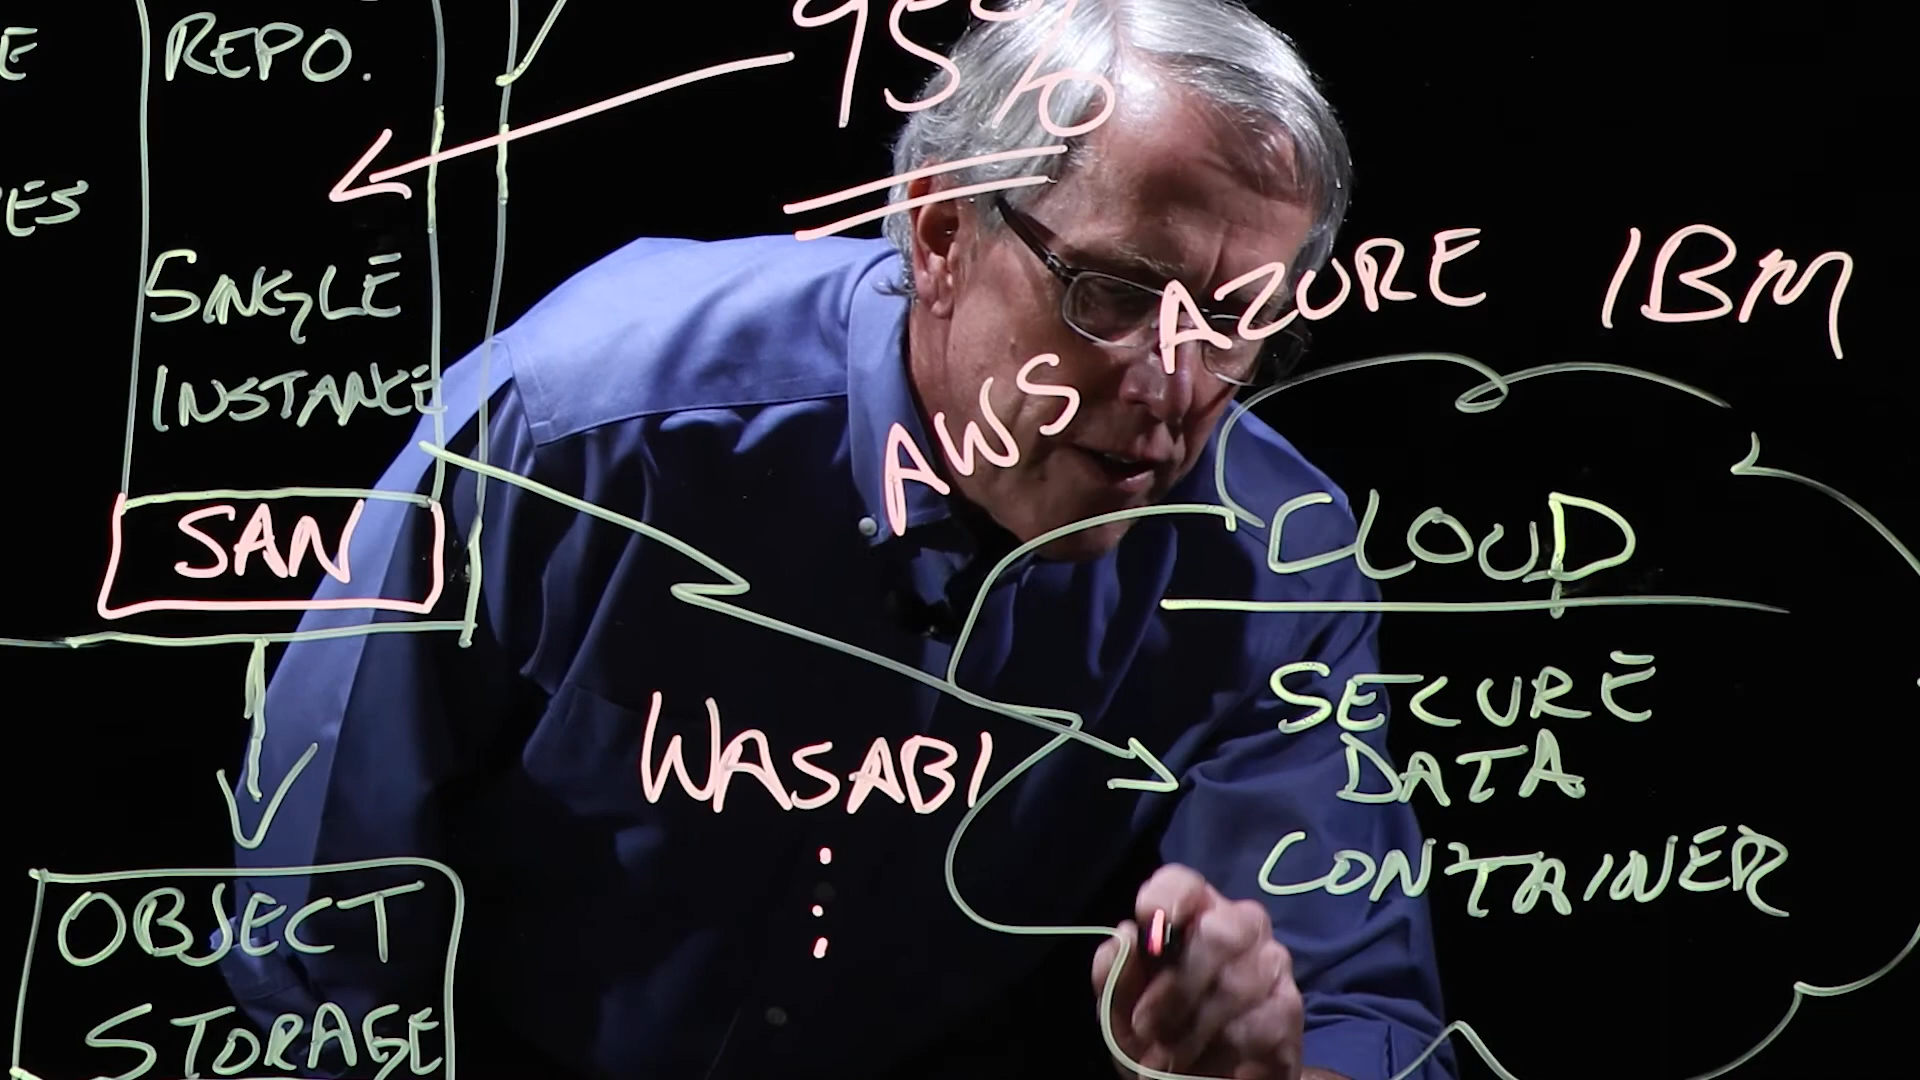 REPO.
95%
SINGLE
INSTANCE
SAN
OBJECT
STORAGE
AWS
AZURE
IBM
WASABI
CLOUD
SECURE
DATA
CONTAINER